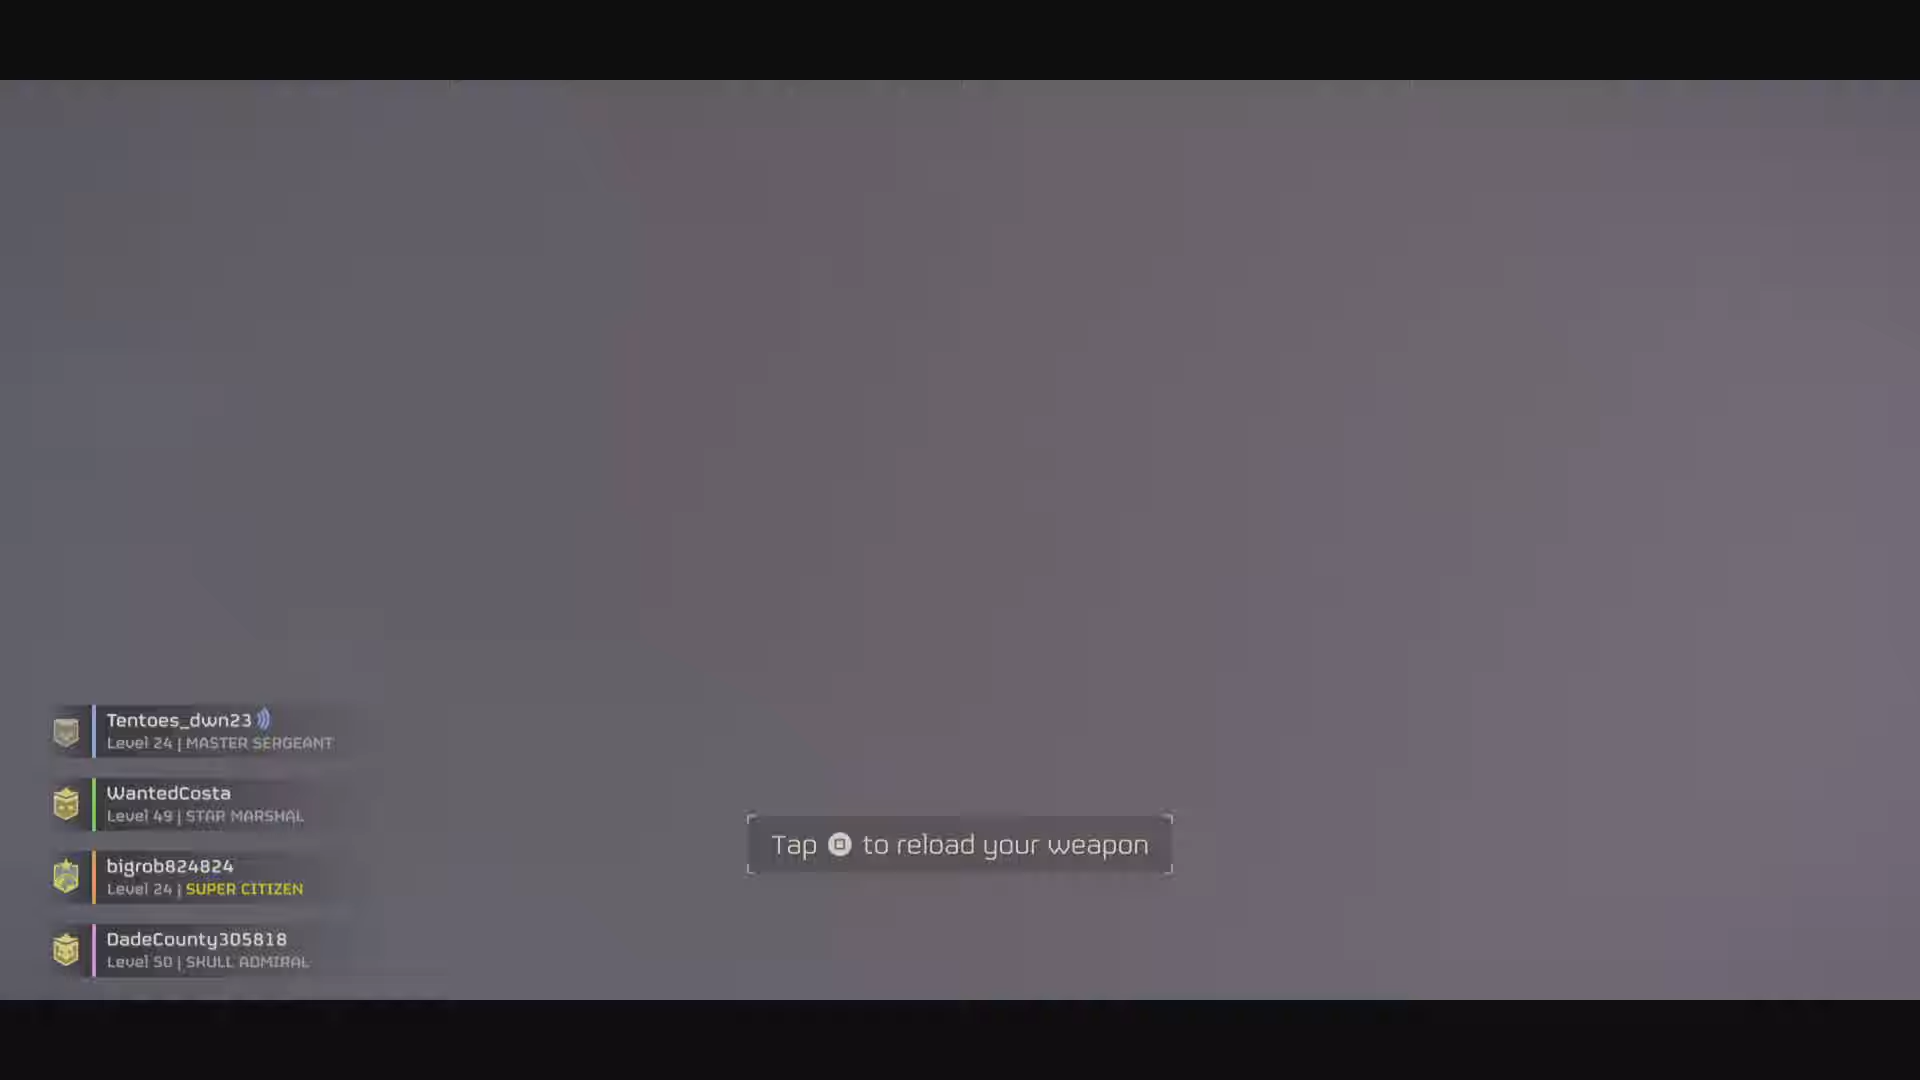 Tentoes_dwn23
Level 24 | MASTER SERGEANT
WantedCosta
Level 49 | STAR MARSHAL
bigrob824824
Level 24 | SUPER CITIZEN
DadeCounty305818
Level 50 | SKULL ADMIRAL
Tap to reload your weapon